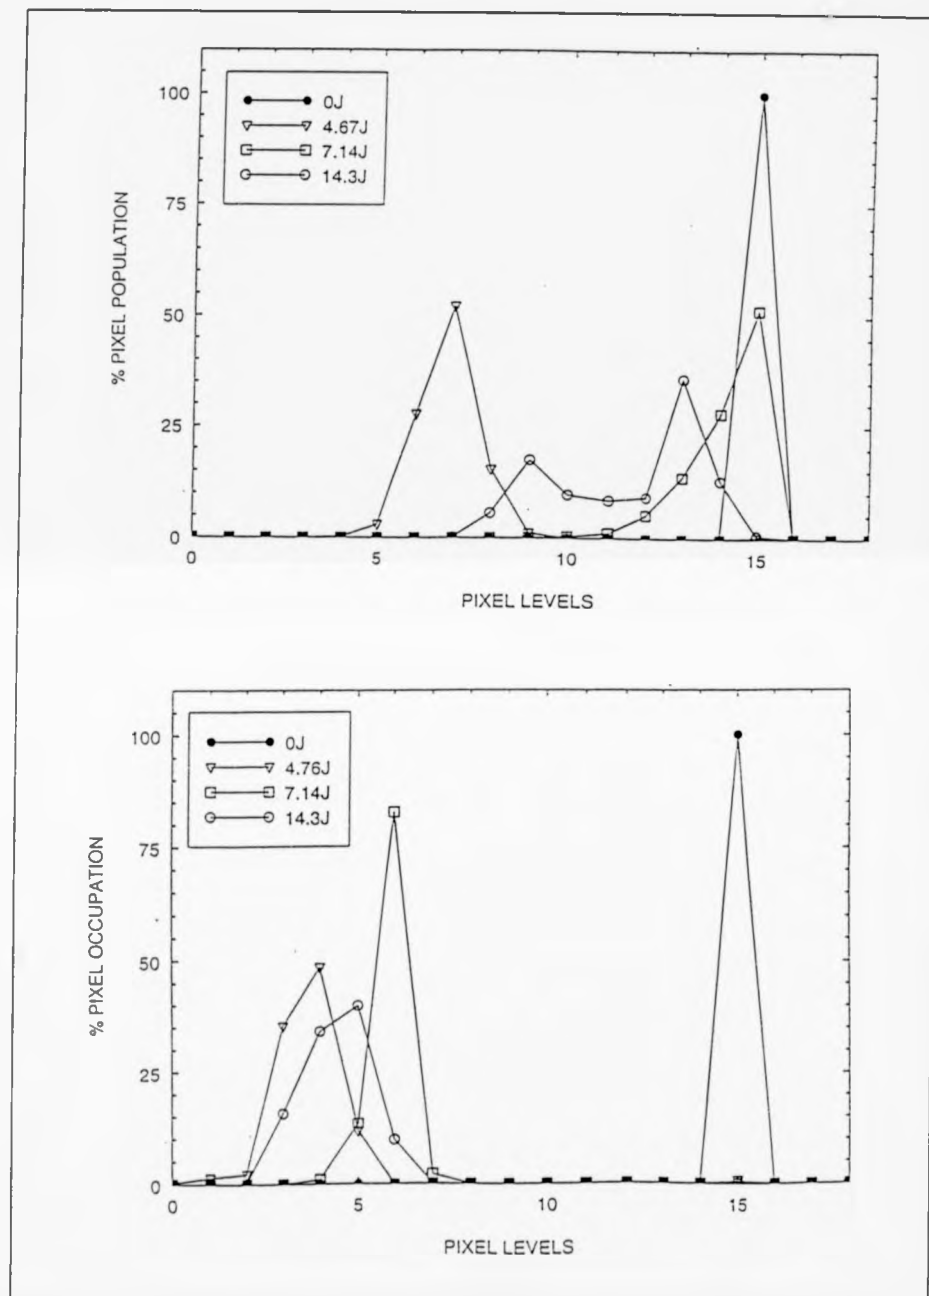 100
75
50
25
0
% PIXEL POPULATION
0J
4.67J
7.14J
14.3J
0 5 10 15
PIXEL LEVELS
100
75
50
25
0
% PIXEL OCCUPATION
0J
4.76J
7.14J
14.3J
0 5 10 15
PIXEL LEVELS